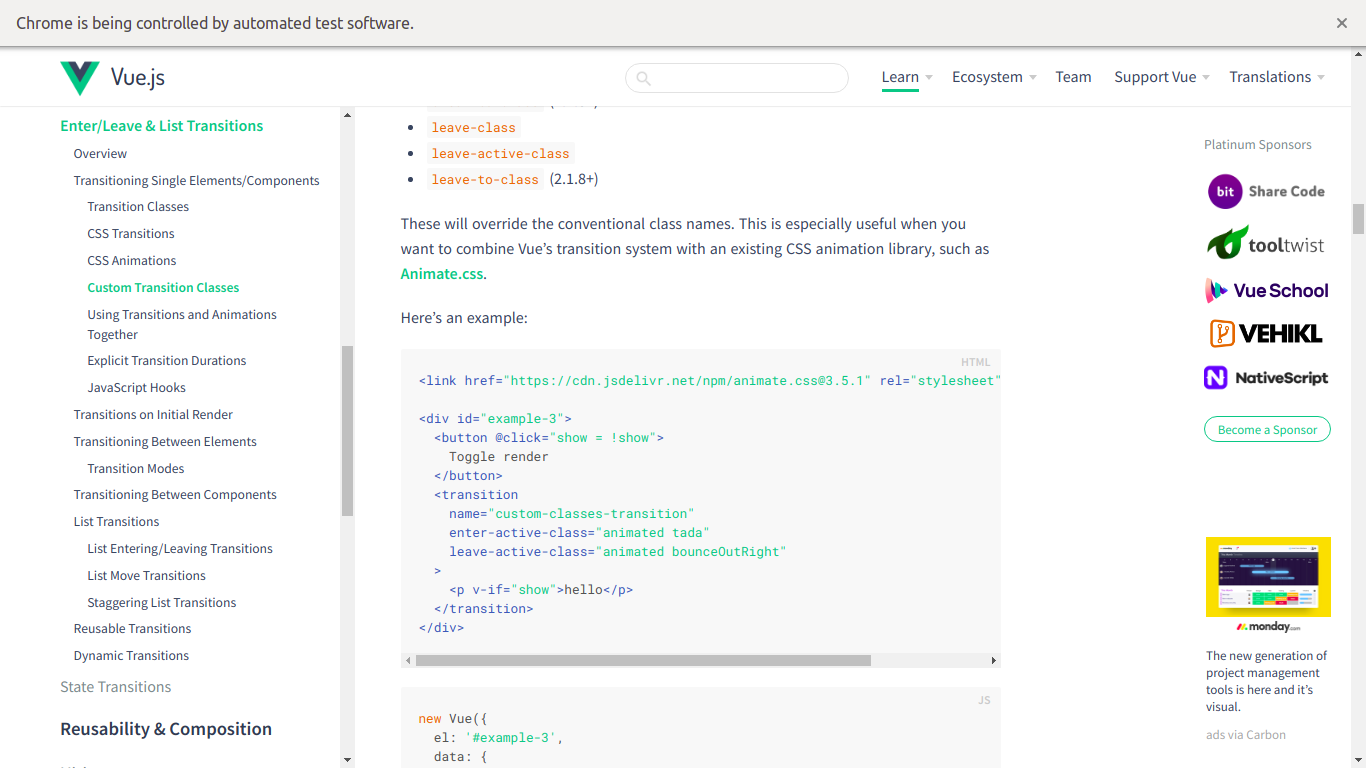 Chrome is being controlled by automated test software.
Vue.js
Learn
Ecosystem
Team
Support Vue
Translations
Enter/Leave & List Transitions
Overview
Transitioning Single Elements/Components
Transition Classes
CSS Transitions
CSS Animations
Custom Transition Classes
Using Transitions and Animations
Together
Explicit Transition Durations
JavaScript Hooks
Transitions on Initial Render
Transitioning Between Elements
Transition Modes
Transitioning Between Components
List Transitions
List Entering/Leaving Transitions
List Move Transitions
Staggering List Transitions
Reusable Transitions
Dynamic Transitions
State Transitions
Reusability & Composition
leave-class
leave-active-class
leave-to-class (2.1.8+)
These will override the conventional class names. This is especially useful when you
want to combine Vue’s transition system with an existing CSS animation library, such as
Animate.css.
Here’s an example:
HTML
<link href="https://cdn.jsdelivr.net/npm/animate.css@3.5.1" rel="stylesheet"
<div id="example-3">
<button @click="show = !show">
Toggle render
</button>
<transition
name="custom-classes-transition"
enter-active-class="animated tada"
leave-active-class="animated bounceOutRight"
>
<p v-if="show">hello</p>
</transition>
</div>
JS
new Vue({
el: '#example-3',
data: {
Platinum Sponsors
bit Share Code
tooltwist
Vue School
VEHIKL
NativeScript
Become a Sponsor
monday.com
The new generation of
project management
tools is here and it’s
visual.
ads via Carbon